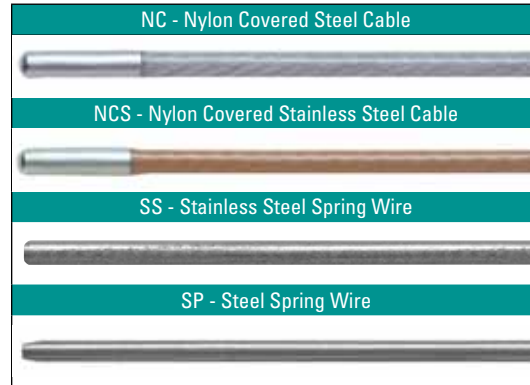 NC - Nylon Covered Steel Cable
NCS - Nylon Covered Stainless Steel Cable
SS - Stainless Steel Spring Wire
SP - Steel Spring Wire